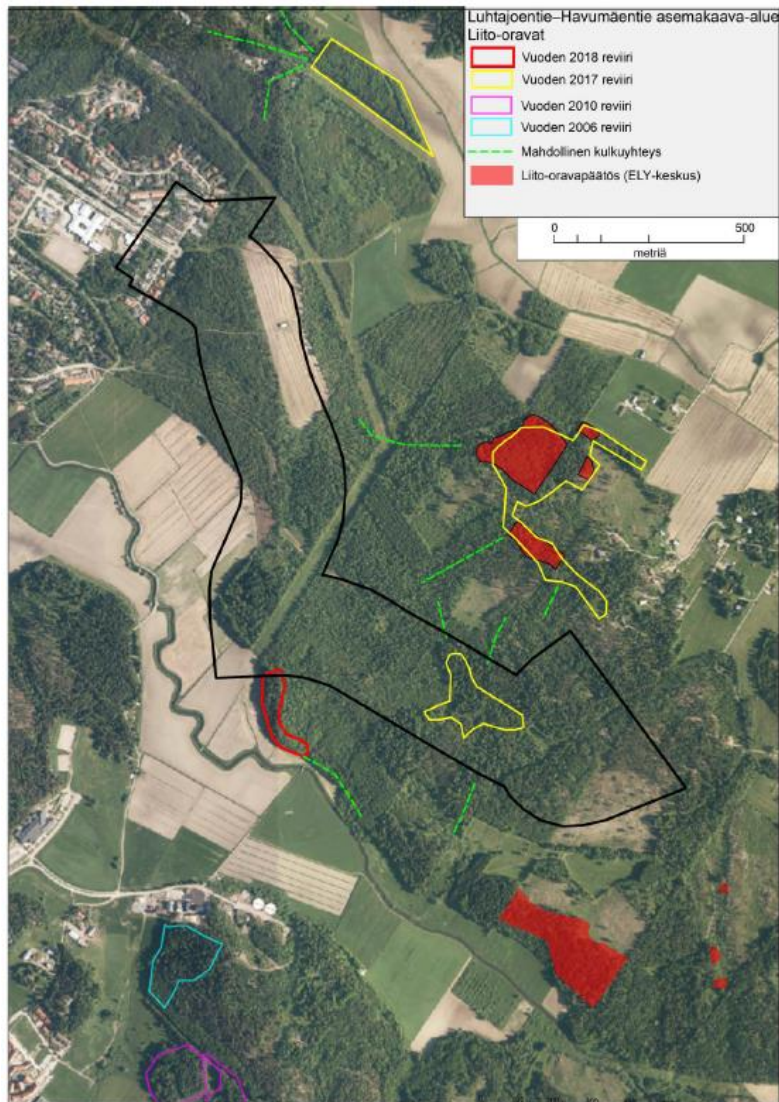 Luhtajoentie–Havumäentie asemakaava-alue
Liito-oravat
Vuoden 2018 reviiri
Vuoden 2017 reviiri
Vuoden 2010 reviiri
Vuoden 2006 reviiri
Mahdollinen kulkuyhteys
Liito-oravapäätös (ELY-keskus)
0 500
metriä